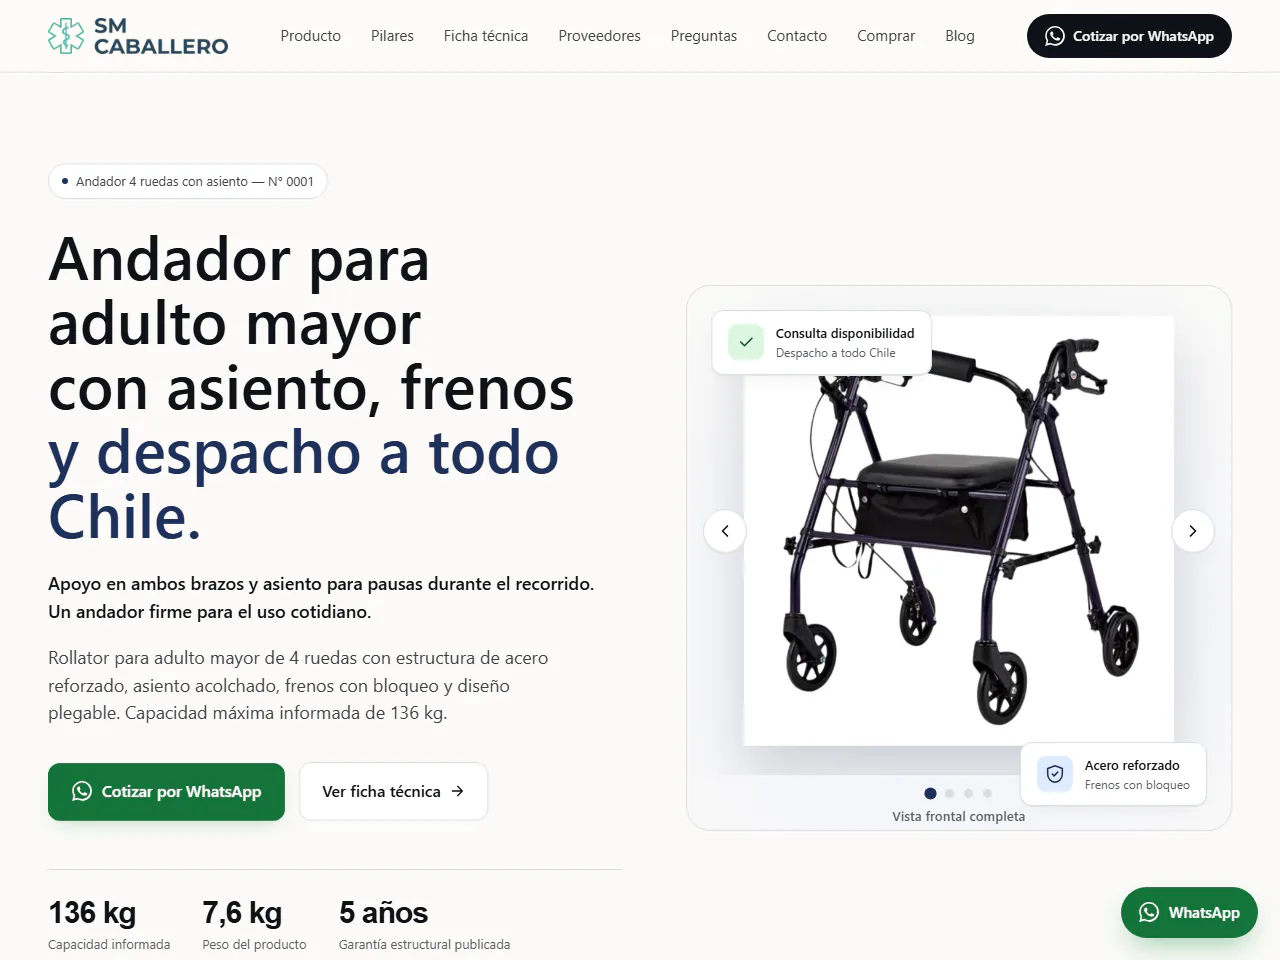 SM
CABALLERO
Producto
Pilares
Ficha técnica
Proveedores
Preguntas
Contacto
Comprar
Blog
Cotizar por WhatsApp
Andador 4 ruedas con asiento — N° 0001
Andador para
adulto mayor
con asiento, frenos
y despacho a todo
Chile.
Apoyo en ambos brazos y asiento para pausas durante el recorrido.
Un andador firme para el uso cotidiano.
Rollator para adulto mayor de 4 ruedas con estructura de acero
reforzado, asiento acolchado, frenos con bloqueo y diseño
plegable. Capacidad máxima informada de 136 kg.
Cotizar por WhatsApp
Ver ficha técnica →
136 kg
Capacidad informada
7,6 kg
Peso del producto
5 años
Garantía estructural publicada
Consulta disponibilidad
Despacho a todo Chile
Acero reforzado
Frenos con bloqueo
Vista frontal completa
WhatsApp